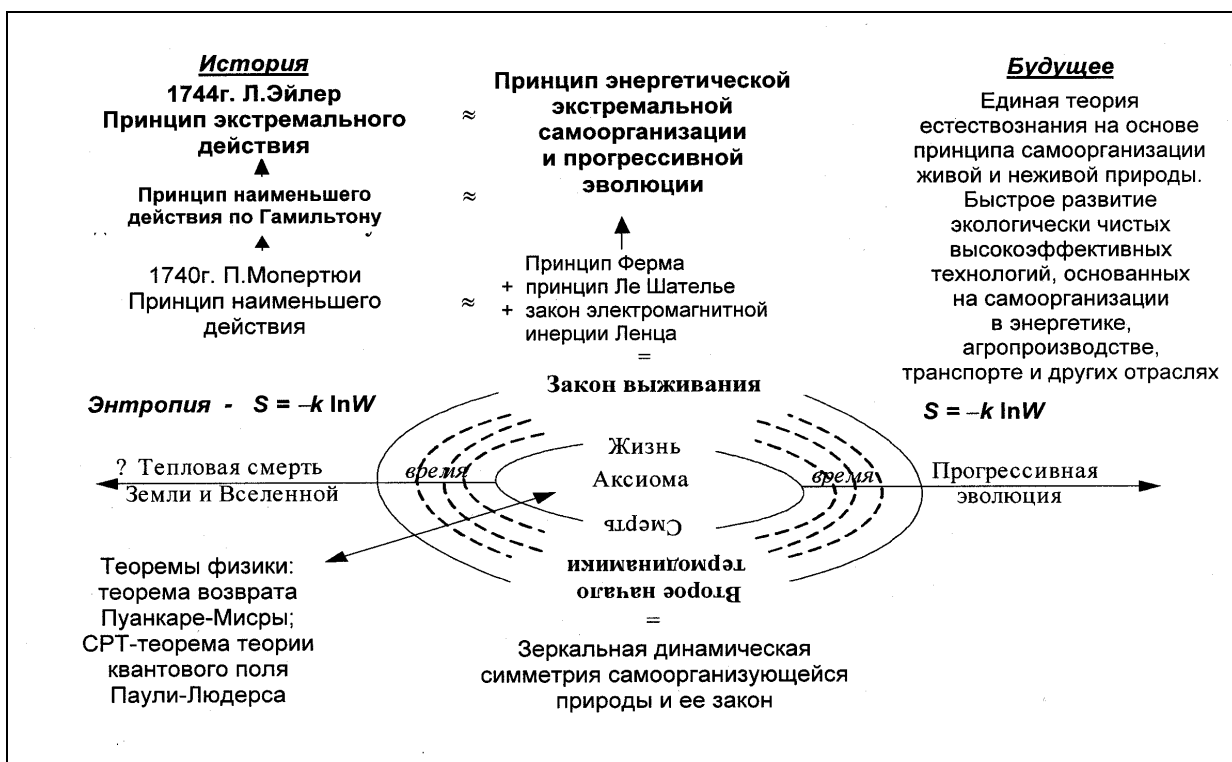 История
1744г. Л.Эйлер
Принцип экстремального
действия
≈
Принцип наименьшего
действия по Гамильтону
≈
1740г. П.Мопертюи
Принцип наименьшего
действия
≈
Принцип энергетической
экстремальной
самоорганизации
и прогрессивной
эволюции
Принцип Ферма
+ принцип Ле Шателье
+ закон электромагнитной
инерции Ленца
=
Закон выживания
Будущее
Единая теория
естествознания на основе
принципа самоорганизации
живой и неживой природы.
Быстрое развитие
экологически чистых
высокоэффективных
технологий, основанных
на самоорганизации
в энергетике,
агропроизводстве,
транспорте и других отраслях
Энтропия - S = –k lnW
S = –k lnW
? Тепловая смерть
Земли и Вселенной
время
Жизнь
Аксиома
Смерть
время
Прогрессивная
эволюция
Второе начало
термодинамики
=
Зеркальная динамическая
симметрия самоорганизующейся
природы и ее закон
Теоремы физики:
теорема возврата
Пуанкаре-Мисры;
СРТ-теорема теории
квантового поля
Паули-Людерса